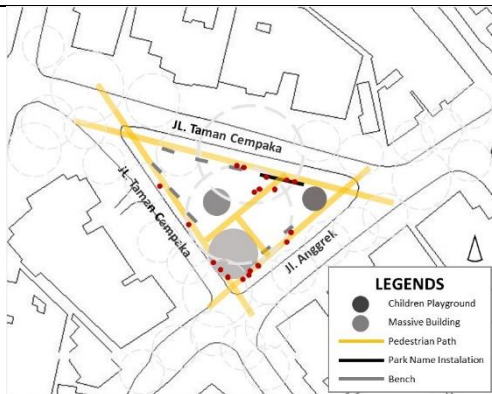 JL. Taman Cempaka
JL. Taman Cempaka
Jl. Anggrek
LEGENDS
Children Playground
Massive Building
Pedestrian Path
Park Name Instalation
Bench